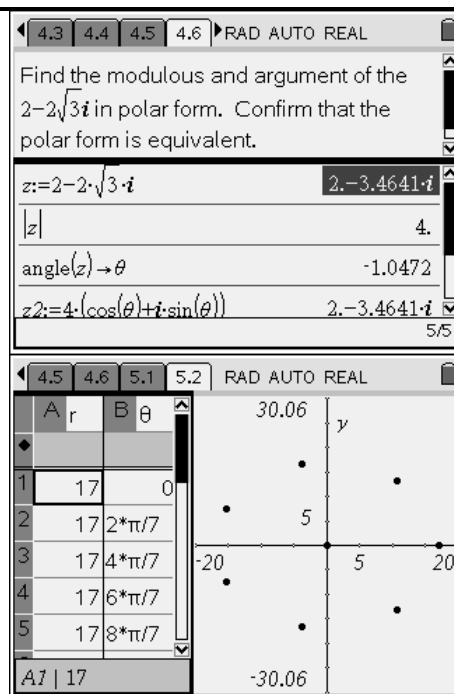 4.3 4.4 4.5 4.6 RAD AUTO REAL
Find the modulous and argument of the
2−2√3i in polar form. Confirm that the
polar form is equivalent.
z:=2−2·√3·i 2.−3.4641·i
|z| 4.
angle(z)→θ -1.0472
z2:=4·(cos(θ)+i·sin(θ)) 2.−3.4641·i
5/5
4.5 4.6 5.1 5.2 RAD AUTO REAL
A r B θ
1 17 0
2 17 2*π/7
3 17 4*π/7
4 17 6*π/7
5 17 8*π/7
A1 | 17
30.06 y
5
-20 5 20
-30.06